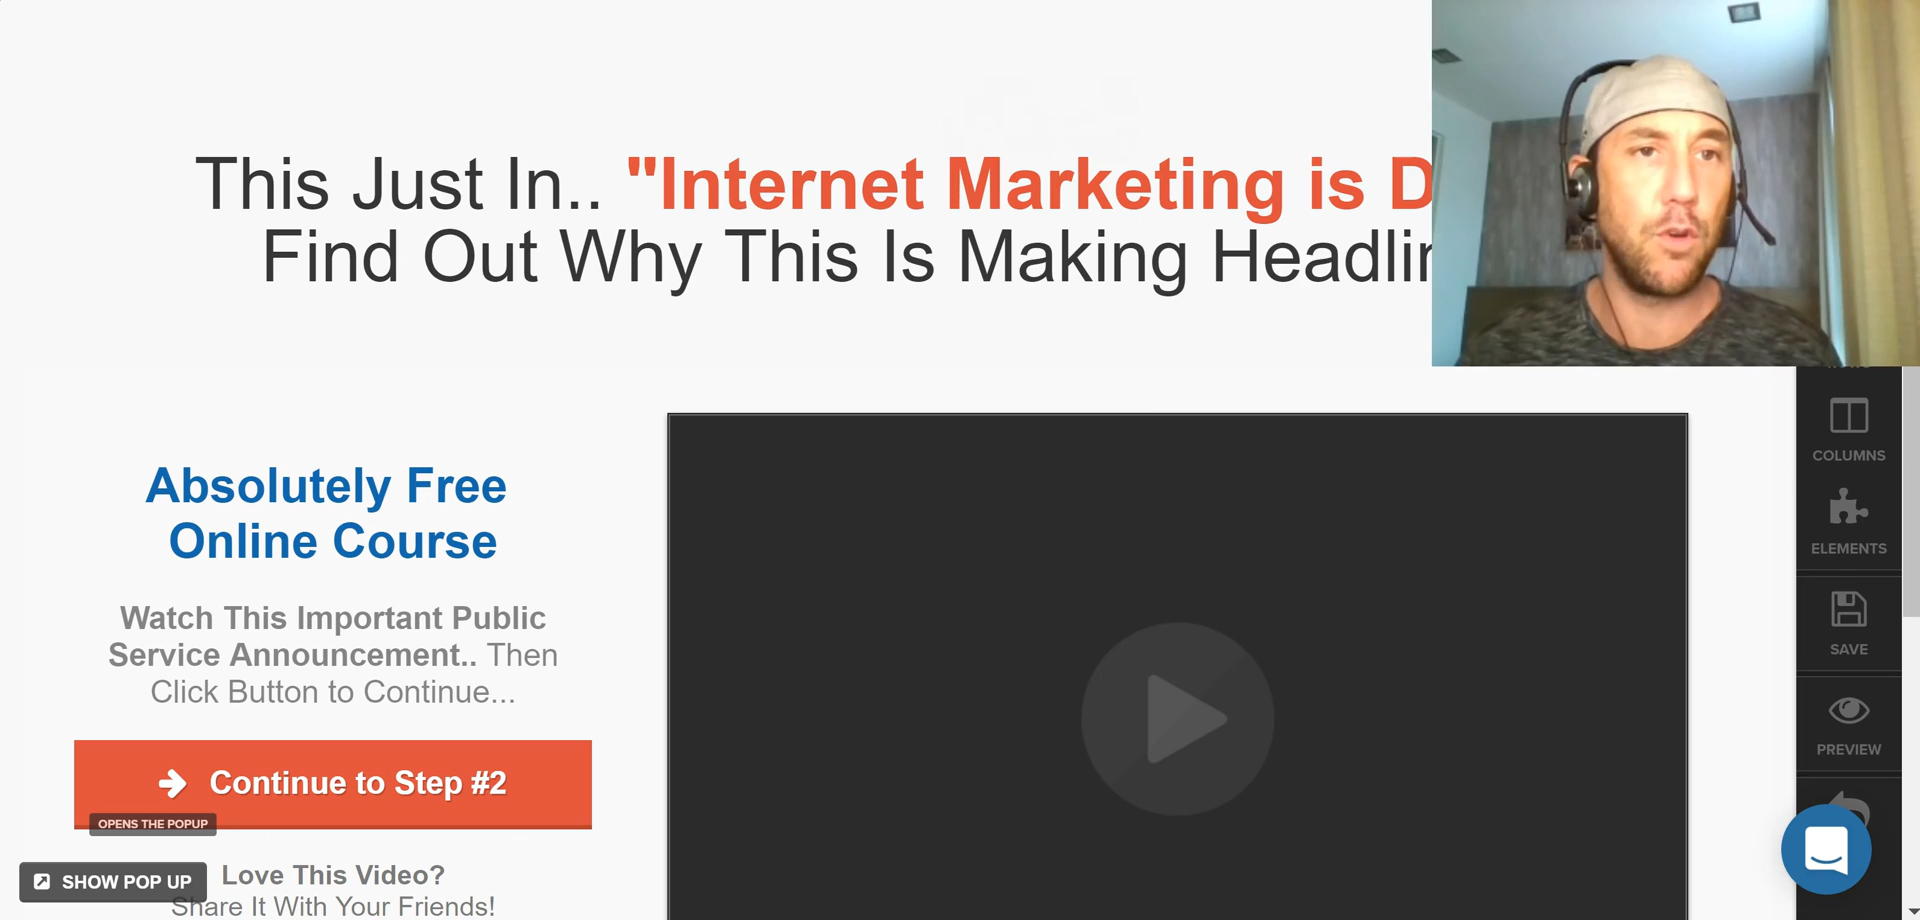 This Just In.. "Internet Marketing is D
Find Out Why This Is Making Headlin
Absolutely Free
Online Course
Watch This Important Public
Service Announcement.. Then
Click Button to Continue...
Continue to Step #2
OPENS THE POPUP
SHOW POP UP
Love This Video?
Share It With Your Friends!
COLUMNS
ELEMENTS
SAVE
PREVIEW